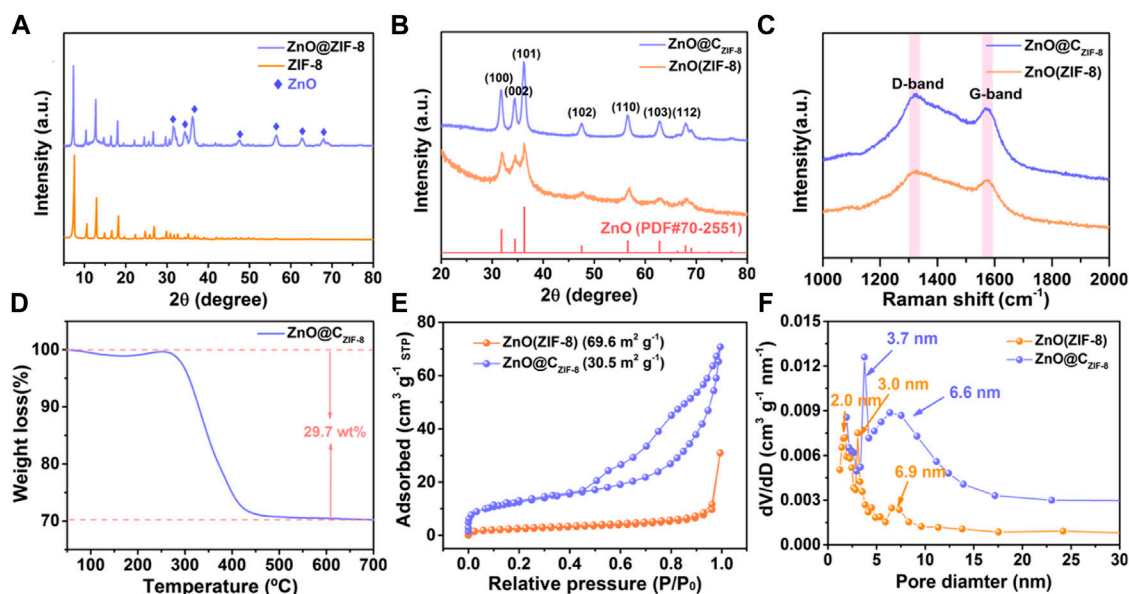 A
ZnO@ZIF-8
ZIF-8
ZnO
Intensity (a.u.)
10 20 30 40 50 60 70 80
2θ (degree)
B
ZnO@C_ZIF-8
ZnO(ZIF-8)
(100)
(002)
(101)
(102)
(110)
(103)
(112)
ZnO (PDF#70-2551)
Intensity (a.u.)
20 30 40 50 60 70 80
2θ (degree)
C
ZnO@C_ZIF-8
ZnO(ZIF-8)
D-band
G-band
Intensity(a.u.)
1000 1200 1400 1600 1800 2000
Raman shift (cm⁻¹)
D
ZnO@C_ZIF-8
100
90
80
70
29.7 wt%
Weight loss(%)
100 200 300 400 500 600 700
Temperature (ºC)
E
ZnO(ZIF-8) (69.6 m² g⁻¹)
ZnO@C_ZIF-8 (30.5 m² g⁻¹)
80
60
40
20
0
Adsorbed (cm³ g⁻¹ STP)
0.0 0.2 0.4 0.6 0.8 1.0
Relative pressure (P/P₀)
F
ZnO(ZIF-8)
ZnO@C_ZIF-8
3.7 nm
3.0 nm
2.0 nm
6.6 nm
6.9 nm
0.015
0.012
0.009
0.006
0.003
0.000
dV/dD (cm³ g⁻¹ nm⁻¹)
0 5 10 15 20 25 30
Pore diamter (nm)